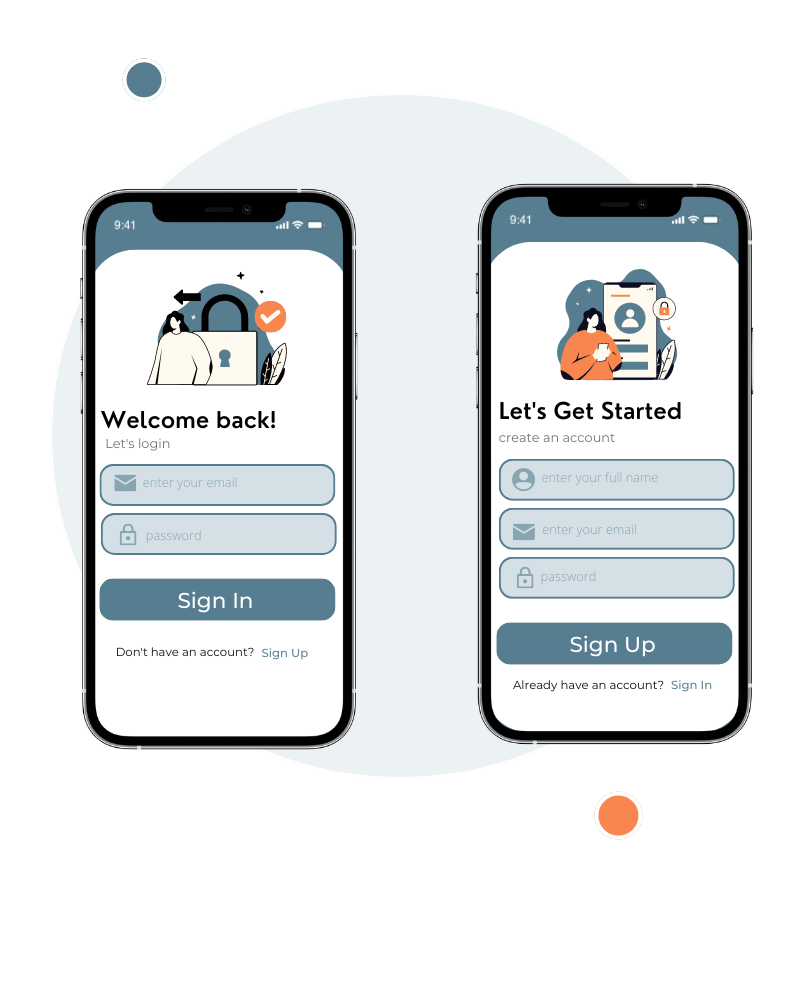 9:41
Welcome back!
Let's login
enter your email
password
Sign In
Don't have an account? Sign Up
9:41
Let's Get Started
create an account
enter your full name
enter your email
password
Sign Up
Already have an account? Sign In